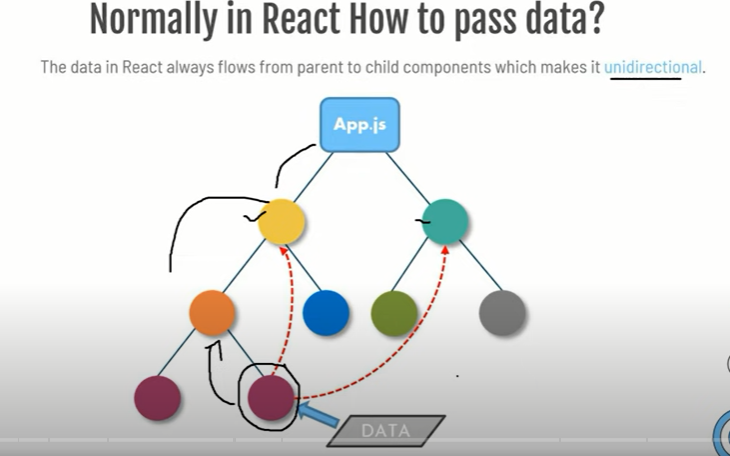 Normally in React How to pass data?
The data in React always flows from parent to child components which makes it unidirectional.
App.js
DATA